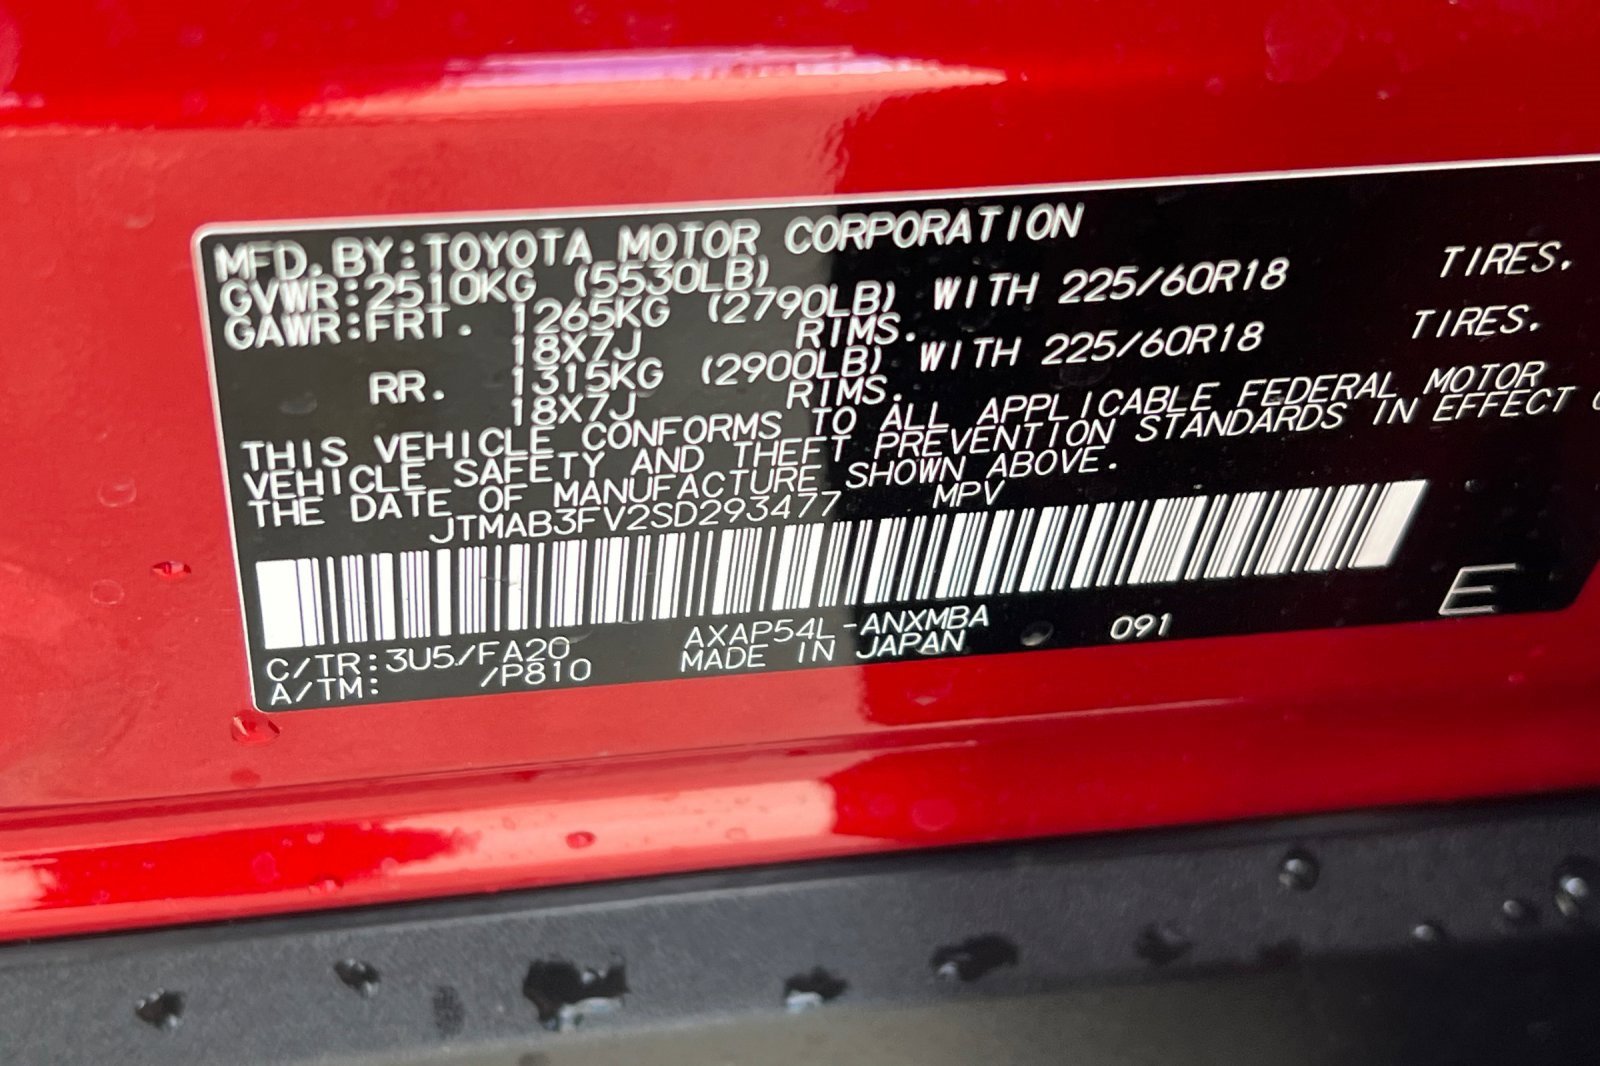 MFD. BY: TOYOTA MOTOR CORPORATION
GVWR: 2510KG (5530LB)
GAWR: FRT. 1265KG (2790LB) WITH 225/60R18 TIRES.
18X7J RIMS.
RR. 1315KG (2900LB) WITH 225/60R18 TIRES.
18X7J RIMS.
THIS VEHICLE CONFORMS TO ALL APPLICABLE FEDERAL MOTOR
VEHICLE SAFETY AND THEFT PREVENTION STANDARDS IN EFFECT
THE DATE OF MANUFACTURE SHOWN ABOVE.
JTMAB3FV2SD293477 MPV
C/TR: 3U5/FA20 AXAP54L-ANXMBA 091 E
A/TM: /P810 MADE IN JAPAN